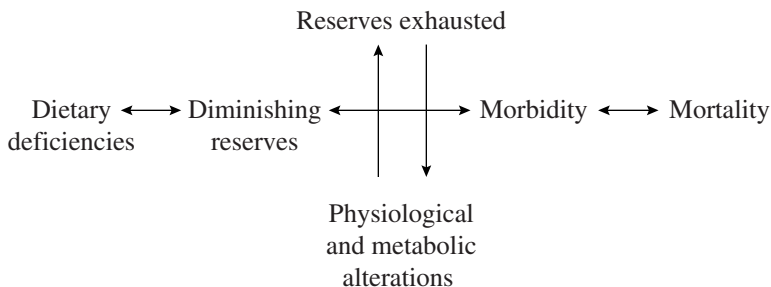 Reserves exhausted
Dietary
deficiencies
Diminishing
reserves
Morbidity
Mortality
Physiological
and metabolic
alterations